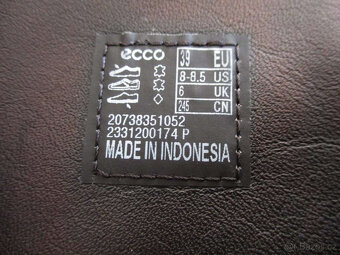 ecco
39 EU
8-8.5 US
6 UK
245 CN
20738351052
2331200174 P
MADE IN INDONESIA